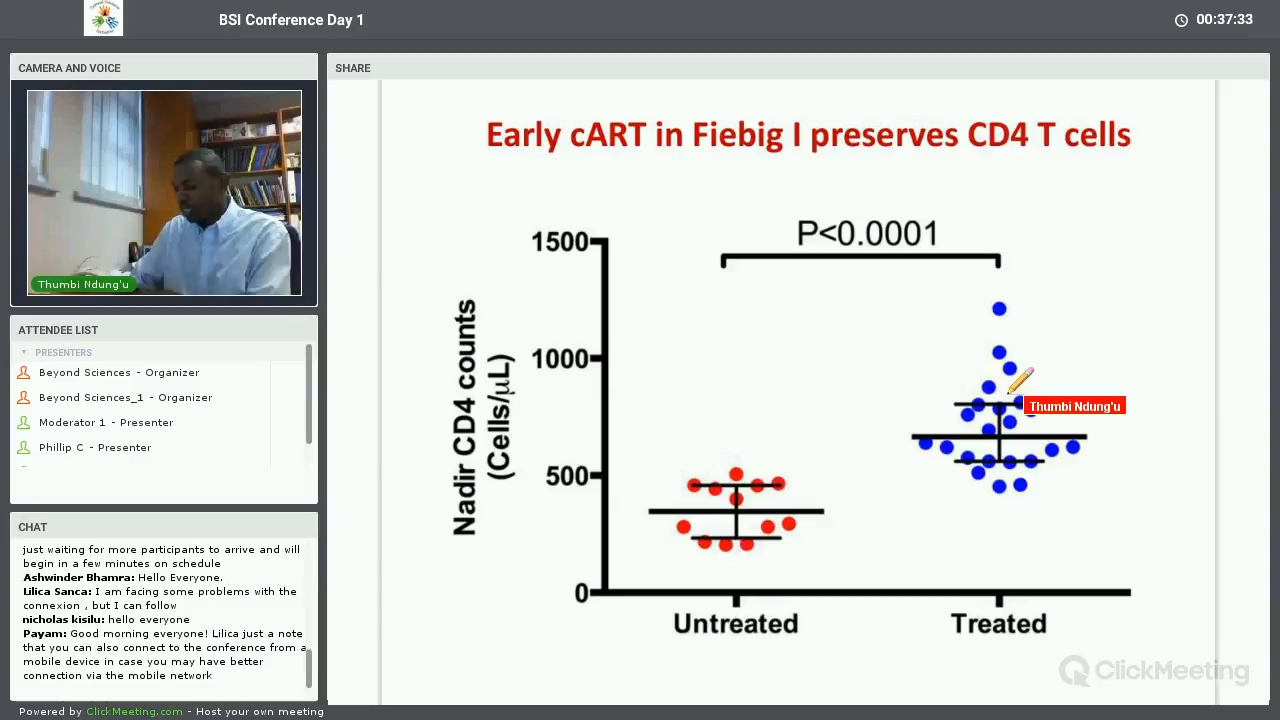 BSI Conference Day 1
00:37:33
CAMERA AND VOICE
Thumbi Ndung'u
ATTENDEE LIST
PRESENTERS
Beyond Sciences - Organizer
Beyond Sciences_1 - Organizer
Moderator 1 - Presenter
Phillip C - Presenter
CHAT
just waiting for more participants to arrive and will
begin in a few minutes on schedule
Ashwinder Bhamra: Hello Everyone.
Lilica Sanca: I am facing some problems with the
connexion , but I can follow
nicholas kisilu: hello everyone
Payam: Good morning everyone! Lilica just a note
that you can also connect to the conference from a
mobile device in case you may have better
connection via the mobile network
SHARE
Early cART in Fiebig I preserves CD4 T cells
P<0.0001
Nadir CD4 counts
(Cells/µL)
1500
1000
500
0
Thumbi Ndung'u
Untreated
Treated
ClickMeeting
Powered by ClickMeeting.com - Host your own meeting